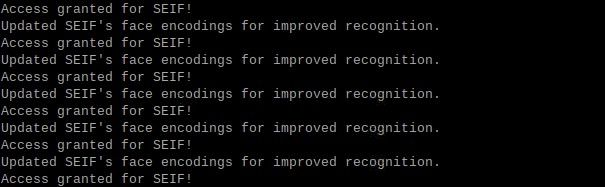 Access granted for SEIF!
Updated SEIF's face encodings for improved recognition.
Access granted for SEIF!
Updated SEIF's face encodings for improved recognition.
Access granted for SEIF!
Updated SEIF's face encodings for improved recognition.
Access granted for SEIF!
Updated SEIF's face encodings for improved recognition.
Access granted for SEIF!
Updated SEIF's face encodings for improved recognition.
Access granted for SEIF!